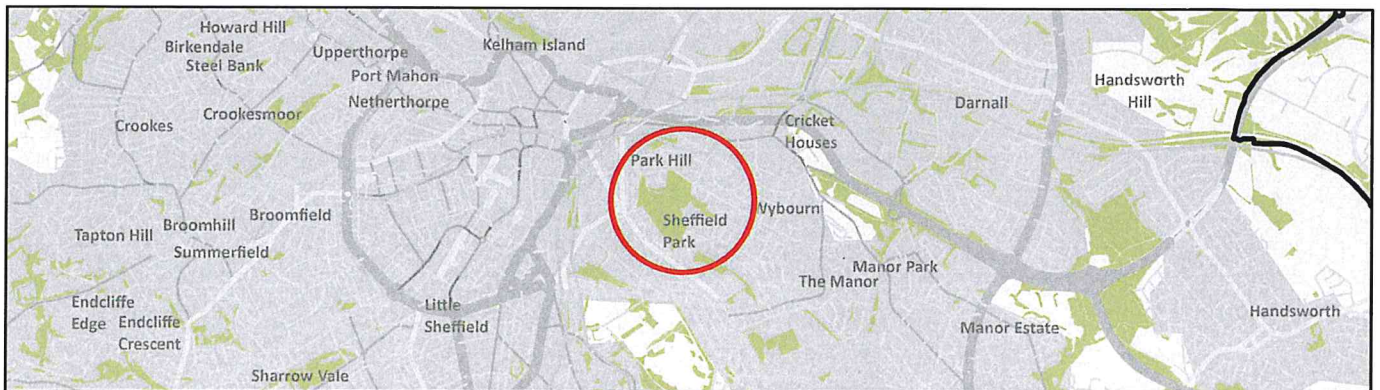 Howard Hill
Birkendale
Steel Bank
Upperthorpe
Port Mahon
Netherthorpe
Kelham Island
Crookesmoor
Crookes
Handsworth
Hill
Darnall
Cricket
Houses
Park Hill
Sheffield
Park
Wybourn
Broomfield
Broomhill
Tapton Hill
Summerfield
Manor Park
The Manor
Endcliffe
Edge
Endcliffe
Crescent
Little
Sheffield
Manor Estate
Handsworth
Sharrow Vale